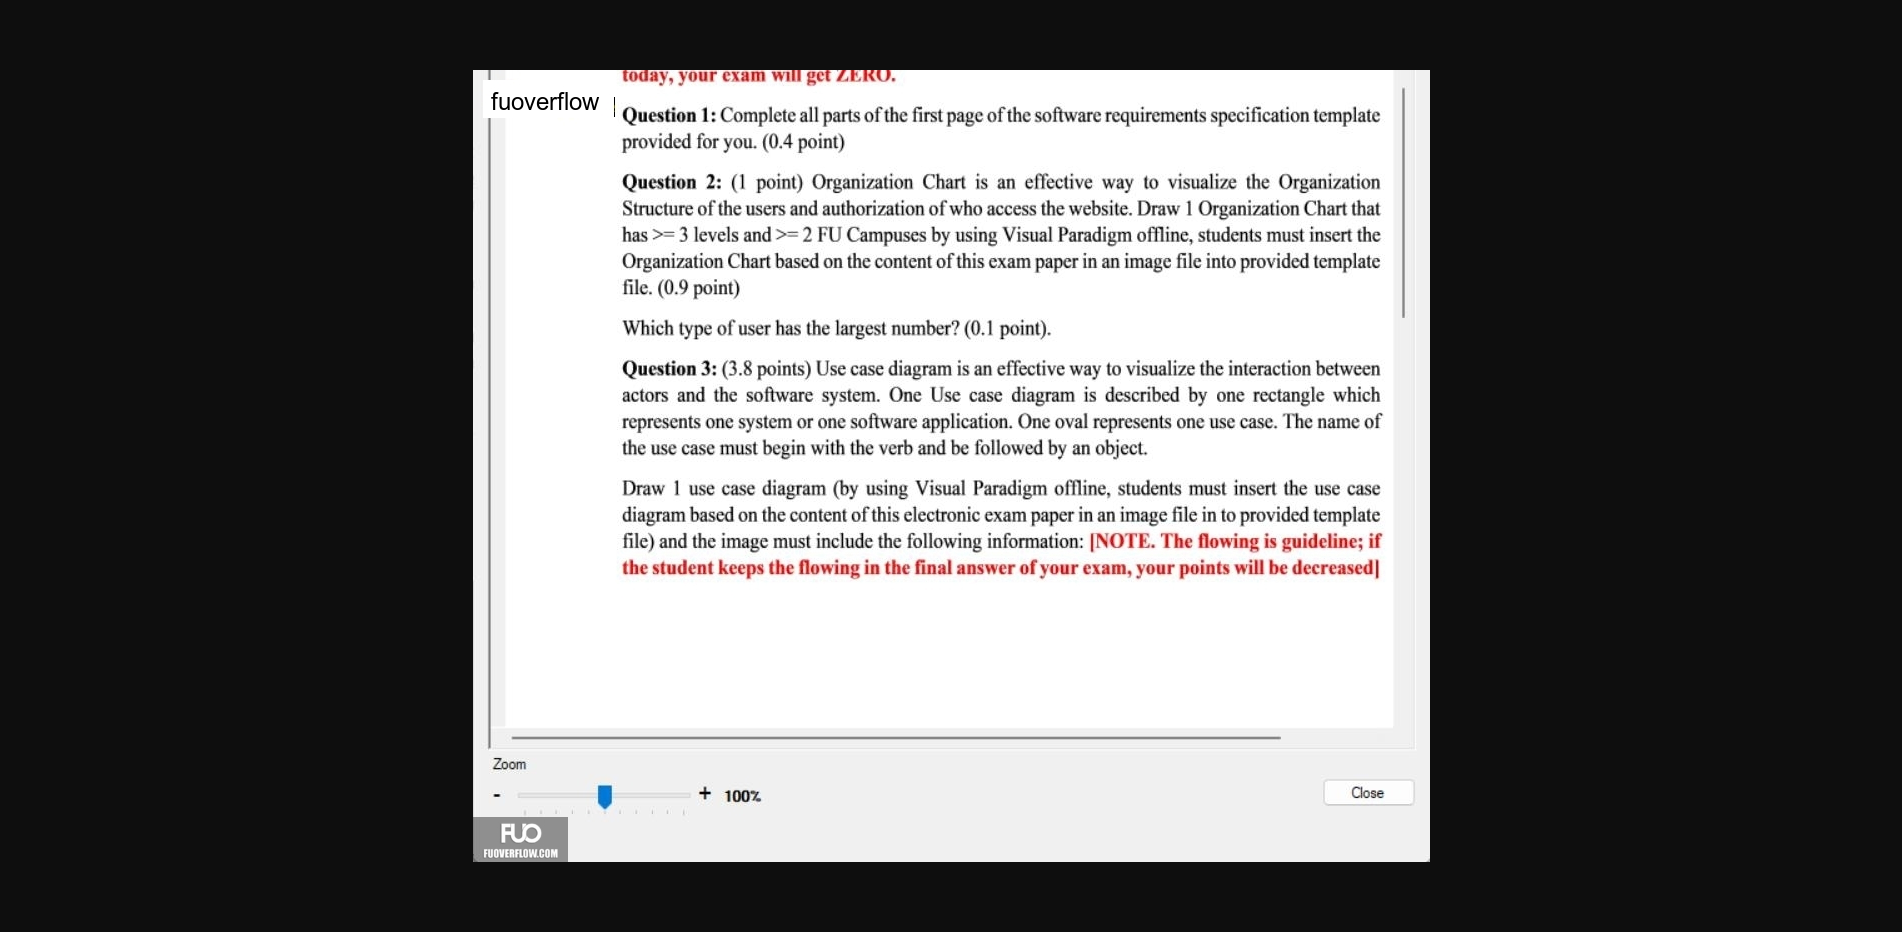 today, your exam will get ZERO.
fuoverflow
Question 1: Complete all parts of the first page of the software requirements specification template
provided for you. (0.4 point)
Question 2: (1 point) Organization Chart is an effective way to visualize the Organization
Structure of the users and authorization of who access the website. Draw 1 Organization Chart that
has >= 3 levels and >= 2 FU Campuses by using Visual Paradigm offline, students must insert the
Organization Chart based on the content of this exam paper in an image file into provided template
file. (0.9 point)
Which type of user has the largest number? (0.1 point).
Question 3: (3.8 points) Use case diagram is an effective way to visualize the interaction between
actors and the software system. One Use case diagram is described by one rectangle which
represents one system or one software application. One oval represents one use case. The name of
the use case must begin with the verb and be followed by an object.
Draw 1 use case diagram (by using Visual Paradigm offline, students must insert the use case
diagram based on the content of this electronic exam paper in an image file in to provided template
file) and the image must include the following information: [NOTE. The flowing is guideline; if
the student keeps the flowing in the final answer of your exam, your points will be decreased]
Zoom
- + 100%
Close
FUO
FUOVERFLOW.COM